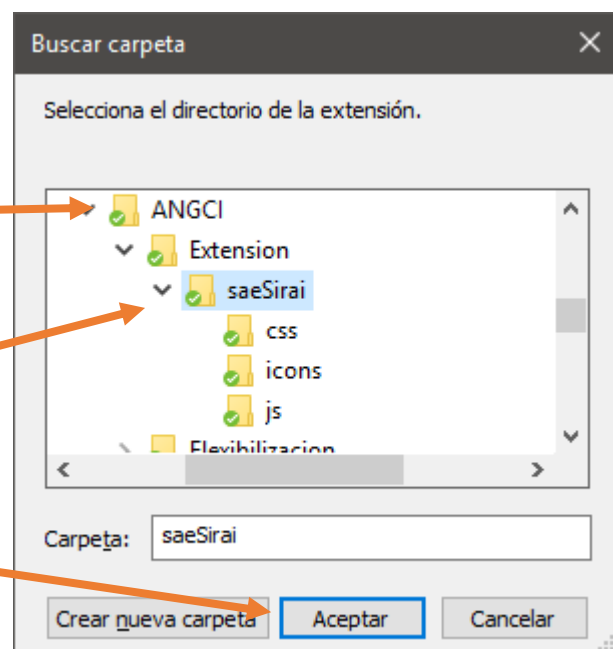 Buscar carpeta
Selecciona el directorio de la extensión.
ANGCI
Extension
saeSirai
css
icons
js
Flexibilizacion
Carpeta: saeSirai
Crear nueva carpeta Aceptar Cancelar